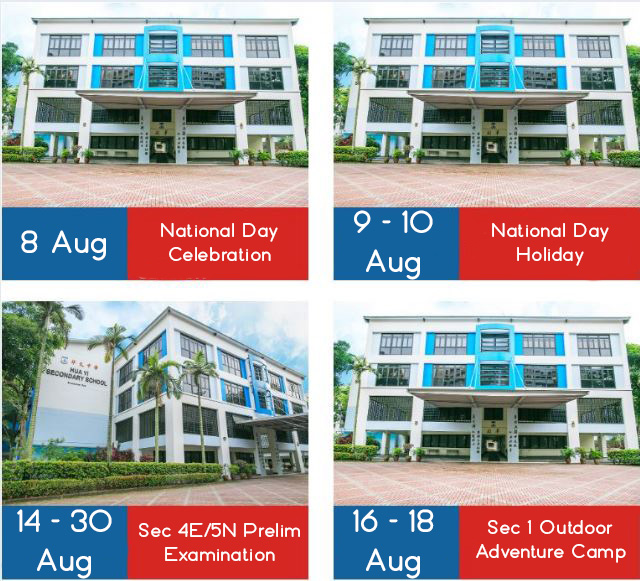 8 Aug
National Day
Celebration
9 - 10
Aug
National Day
Holiday
HUA YI
SECONDARY SCHOOL
14 - 30
Aug
Sec 4E/5N Prelim
Examination
16 - 18
Aug
Sec 1 Outdoor
Adventure Camp